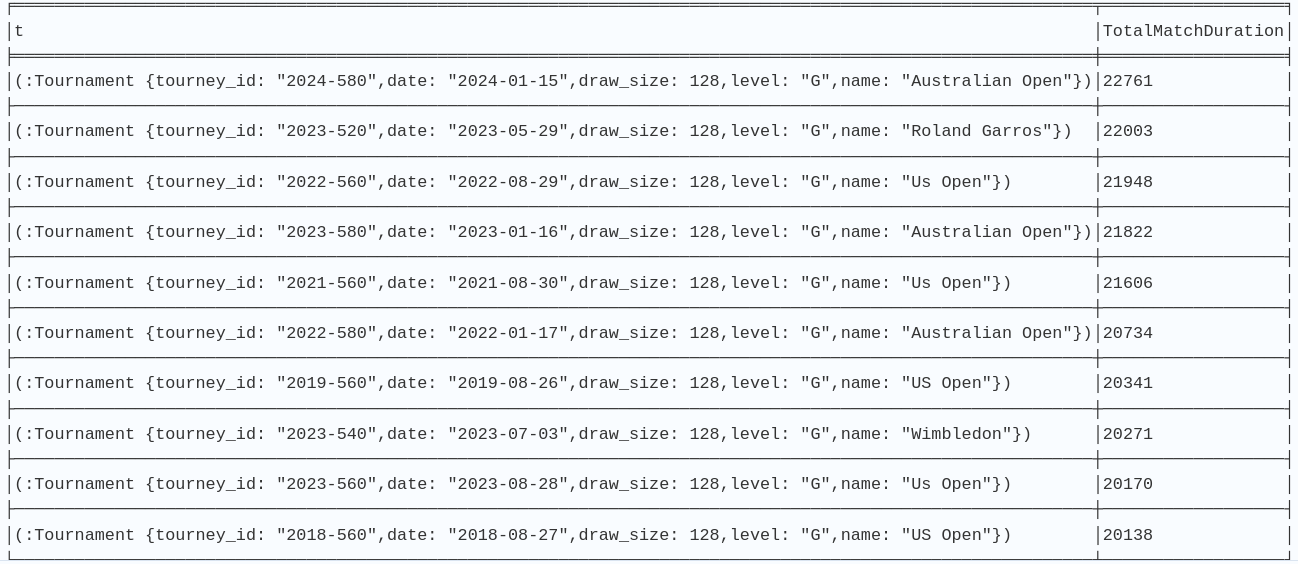 t TotalMatchDuration
(:Tournament {tourney_id: "2024-580",date: "2024-01-15",draw_size: 128,level: "G",name: "Australian Open"}) 22761
(:Tournament {tourney_id: "2023-520",date: "2023-05-29",draw_size: 128,level: "G",name: "Roland Garros"}) 22003
(:Tournament {tourney_id: "2022-560",date: "2022-08-29",draw_size: 128,level: "G",name: "Us Open"}) 21948
(:Tournament {tourney_id: "2023-580",date: "2023-01-16",draw_size: 128,level: "G",name: "Australian Open"}) 21822
(:Tournament {tourney_id: "2021-560",date: "2021-08-30",draw_size: 128,level: "G",name: "Us Open"}) 21606
(:Tournament {tourney_id: "2022-580",date: "2022-01-17",draw_size: 128,level: "G",name: "Australian Open"}) 20734
(:Tournament {tourney_id: "2019-560",date: "2019-08-26",draw_size: 128,level: "G",name: "US Open"}) 20341
(:Tournament {tourney_id: "2023-540",date: "2023-07-03",draw_size: 128,level: "G",name: "Wimbledon"}) 20271
(:Tournament {tourney_id: "2023-560",date: "2023-08-28",draw_size: 128,level: "G",name: "Us Open"}) 20170
(:Tournament {tourney_id: "2018-560",date: "2018-08-27",draw_size: 128,level: "G",name: "US Open"}) 20138